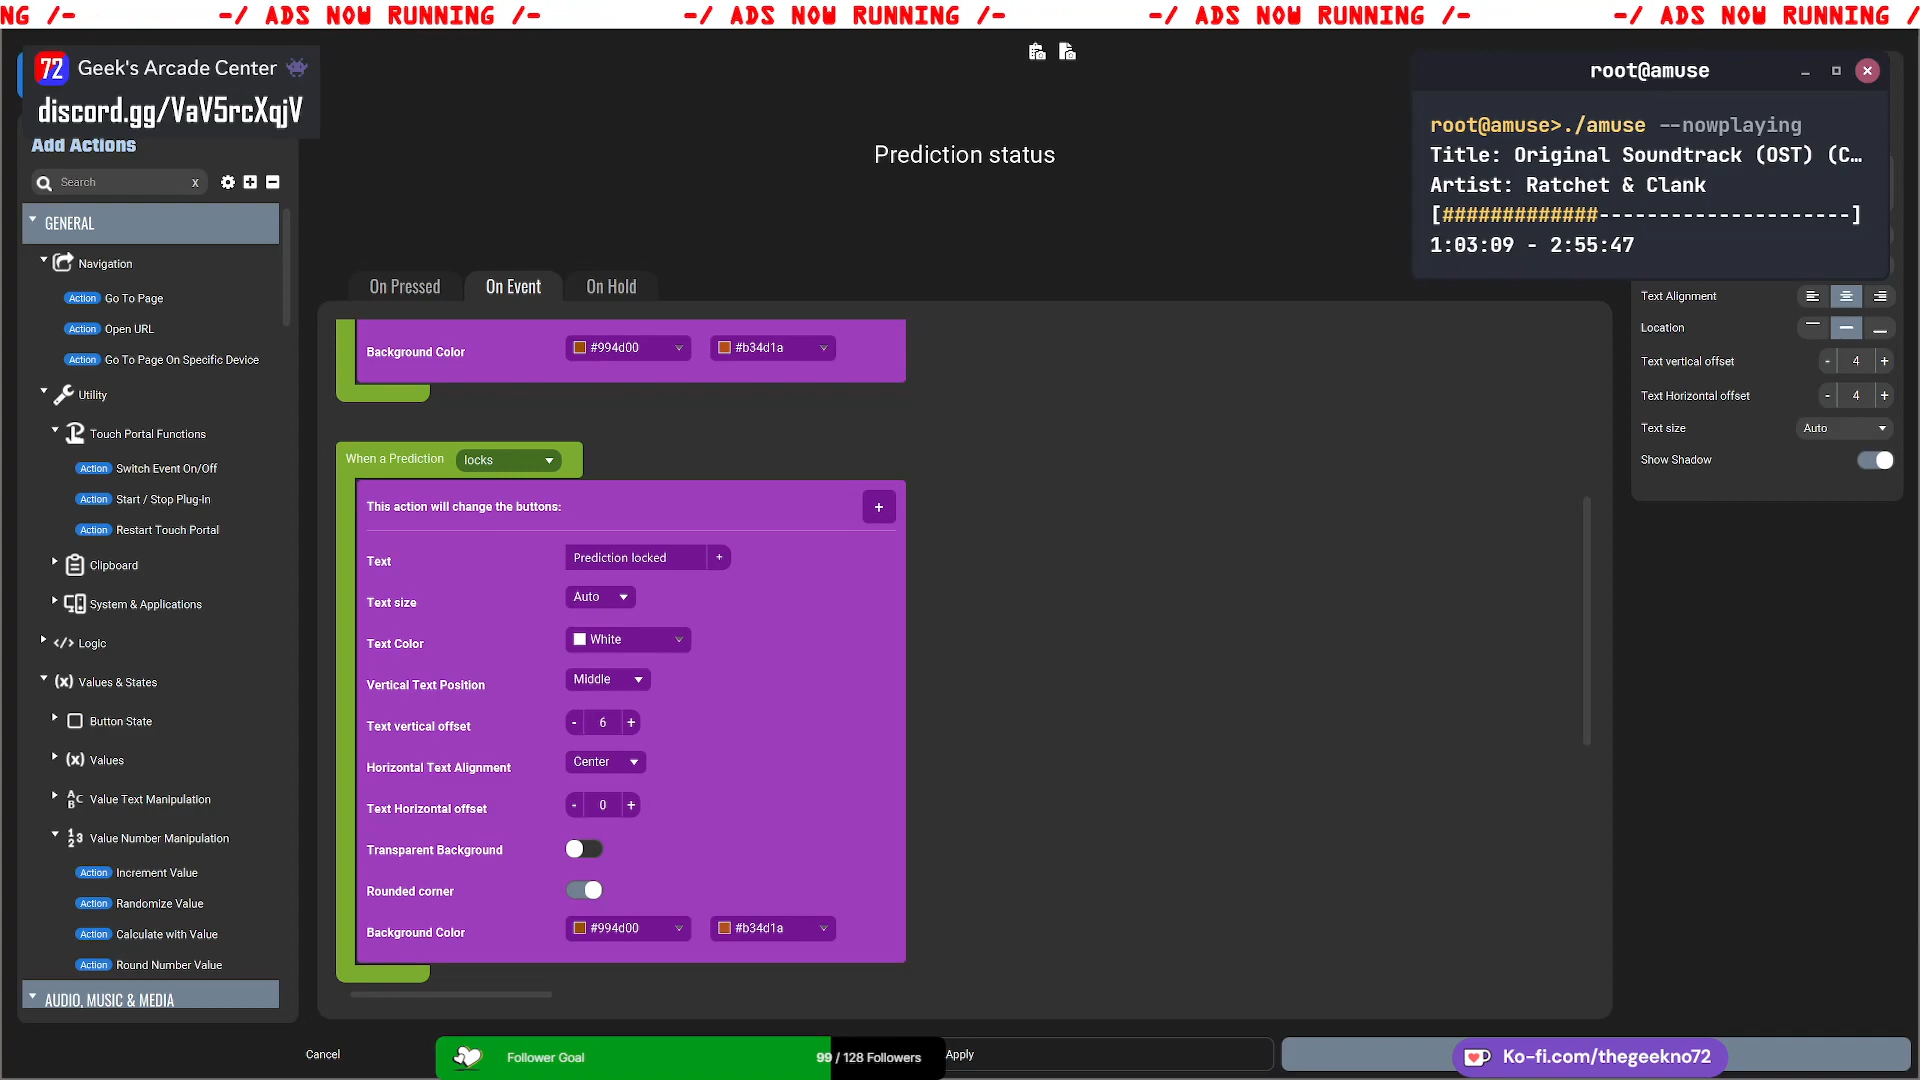 NG /-
-/ ADS NOW RUNNING /-
-/ ADS NOW RUNNING /-
-/ ADS NOW RUNNING /-
-/ ADS NOW RUNNING /
72 Geek's Arcade Center
discord.gg/VaV5rcXqjV
Add Actions
Search
x
GENERAL
Navigation
Action Go To Page
Action Open URL
Action Go To Page On Specific Device
Utility
Touch Portal Functions
Action Switch Event On/Off
Action Start / Stop Plug-In
Action Restart Touch Portal
Clipboard
System & Applications
</> Logic
(x) Values & States
Button State
(x) Values
Value Text Manipulation
Value Number Manipulation
Action Increment Value
Action Randomize Value
Action Calculate with Value
Action Round Number Value
AUDIO, MUSIC & MEDIA
Prediction status
On Pressed
On Event
On Hold
Background Color
#994d00
#b34d1a
When a Prediction
locks
This action will change the buttons:
+
Text
Prediction locked
+
Text size
Auto
Text Color
White
Vertical Text Position
Middle
Text vertical offset
- 6 +
Horizontal Text Alignment
Center
Text Horizontal offset
- 0 +
Transparent Background
Rounded corner
Background Color
#994d00
#b34d1a
root@amuse
root@amuse>./amuse --nowplaying
Title: Original Soundtrack (OST) (C…
Artist: Ratchet & Clank
[#############---------------------]
1:03:09 - 2:55:47
Text Alignment
Location
Text vertical offset
- 4 +
Text Horizontal offset
- 4 +
Text size
Auto
Show Shadow
Cancel
Follower Goal
99 / 128 Followers
Apply
Ko-fi.com/thegeekno72